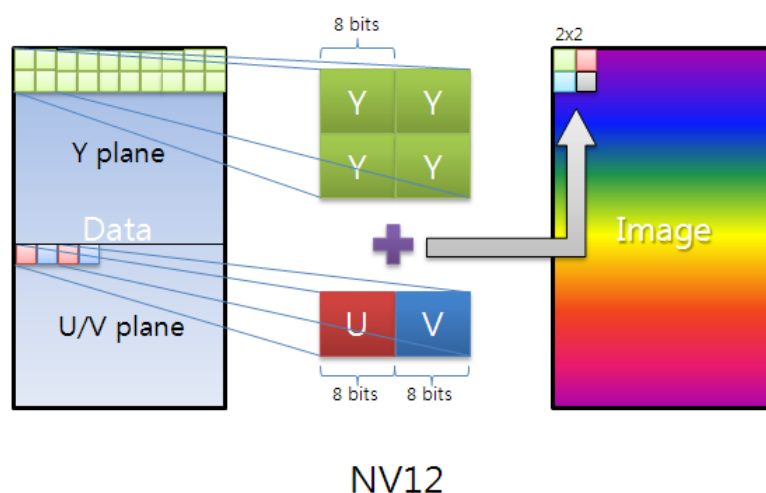 8 bits
2x2
Y Y
Y plane
Y Y
Data
Image
U/V plane
U V
8 bits 8 bits
NV12